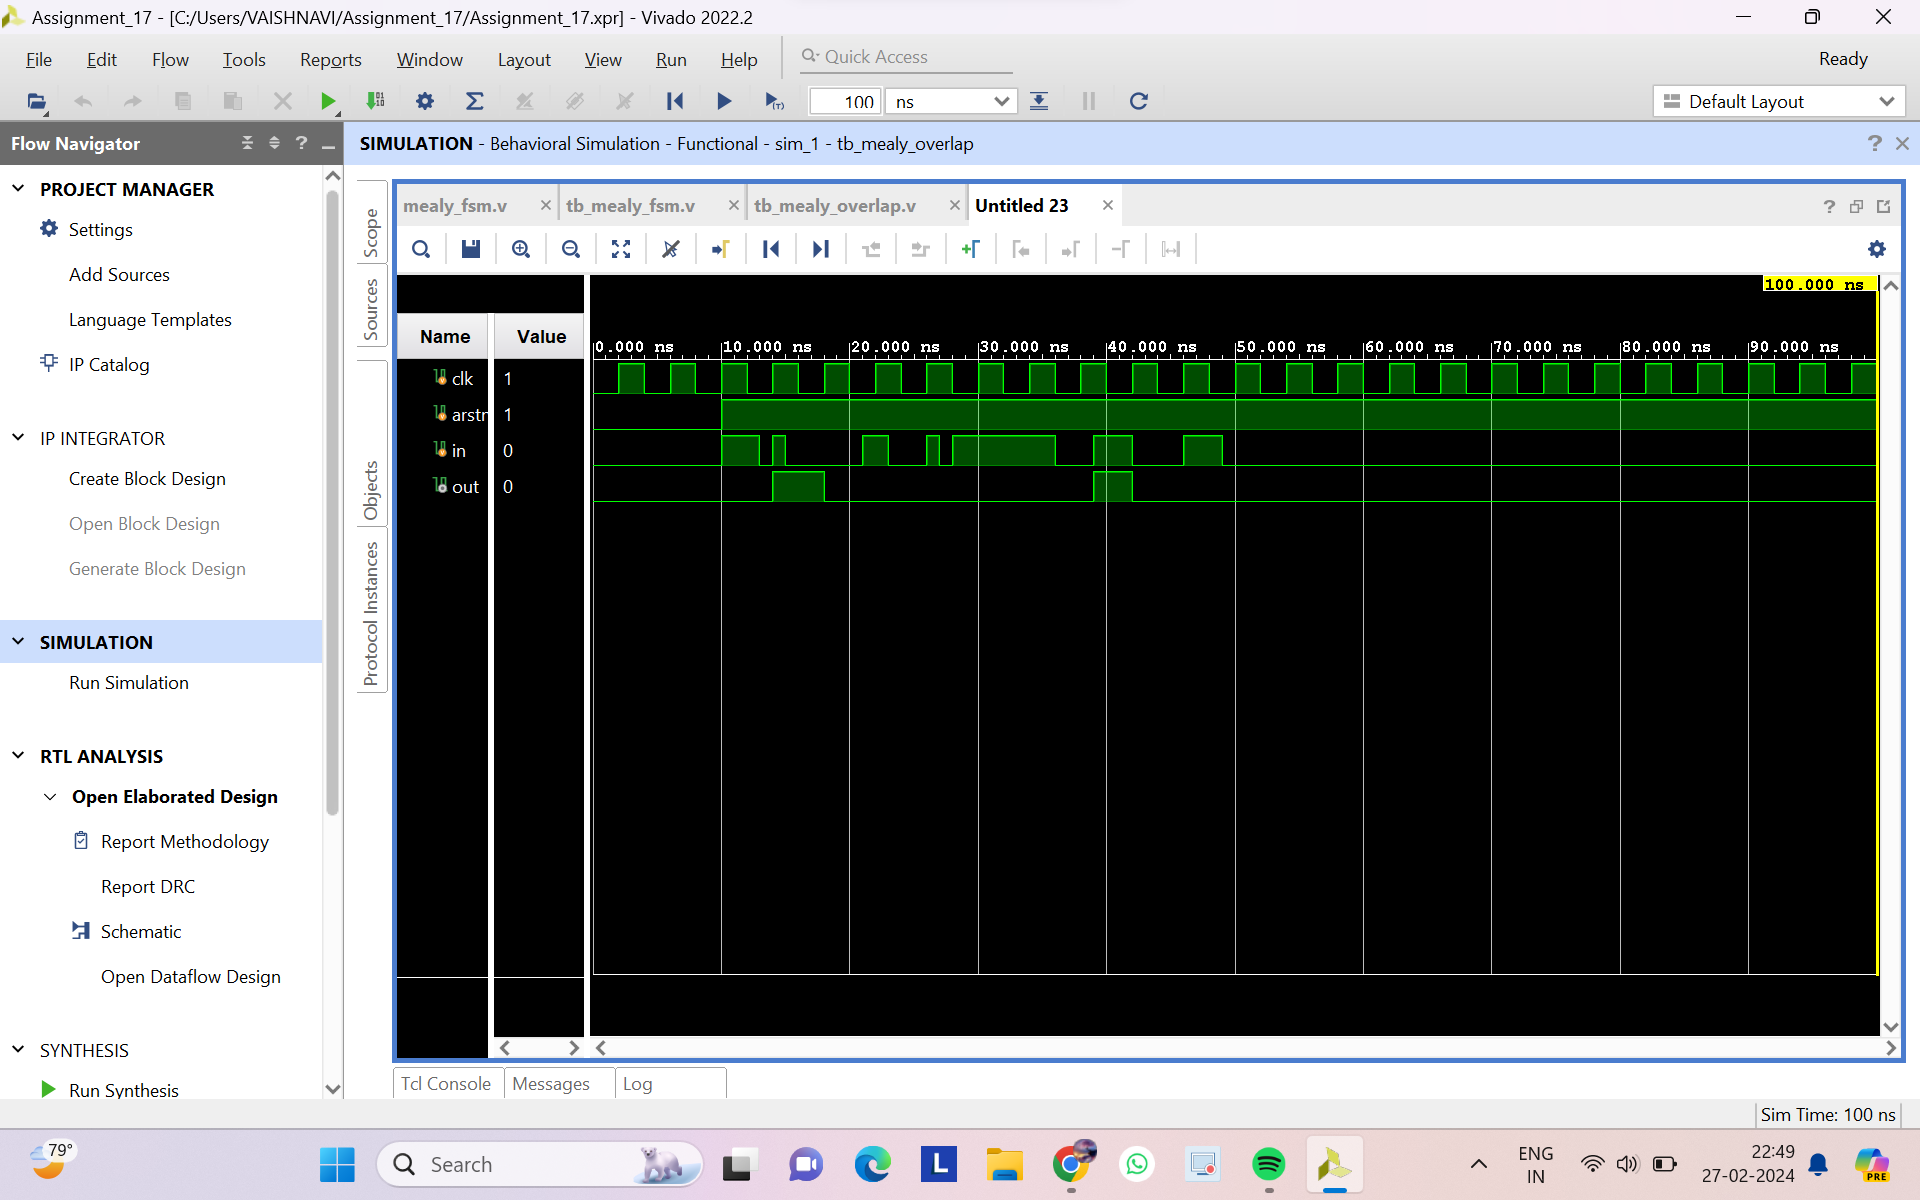 Assignment_17 - [C:/Users/VAISHNAVI/Assignment_17/Assignment_17.xpr] - Vivado 2022.2
File Edit Flow Tools Reports Window Layout View Run Help Quick Access Ready
100 ns Default Layout
Flow Navigator
SIMULATION - Behavioral Simulation - Functional - sim_1 - tb_mealy_overlap
PROJECT MANAGER
Settings
Add Sources
Language Templates
IP Catalog
IP INTEGRATOR
Create Block Design
Open Block Design
Generate Block Design
SIMULATION
Run Simulation
RTL ANALYSIS
Open Elaborated Design
Report Methodology
Report DRC
Schematic
Open Dataflow Design
SYNTHESIS
Run Synthesis
Scope
Sources
Objects
Protocol Instances
mealy_fsm.v tb_mealy_fsm.v tb_mealy_overlap.v Untitled 23
100.000 ns
Name Value
0.000 ns 10.000 ns 20.000 ns 30.000 ns 40.000 ns 50.000 ns 60.000 ns 70.000 ns 80.000 ns 90.000 ns
clk 1
arstn 1
in 0
out 0
Tcl Console Messages Log
Sim Time: 100 ns
79°
Search
L
ENG
IN
22:49
27-02-2024
PRE